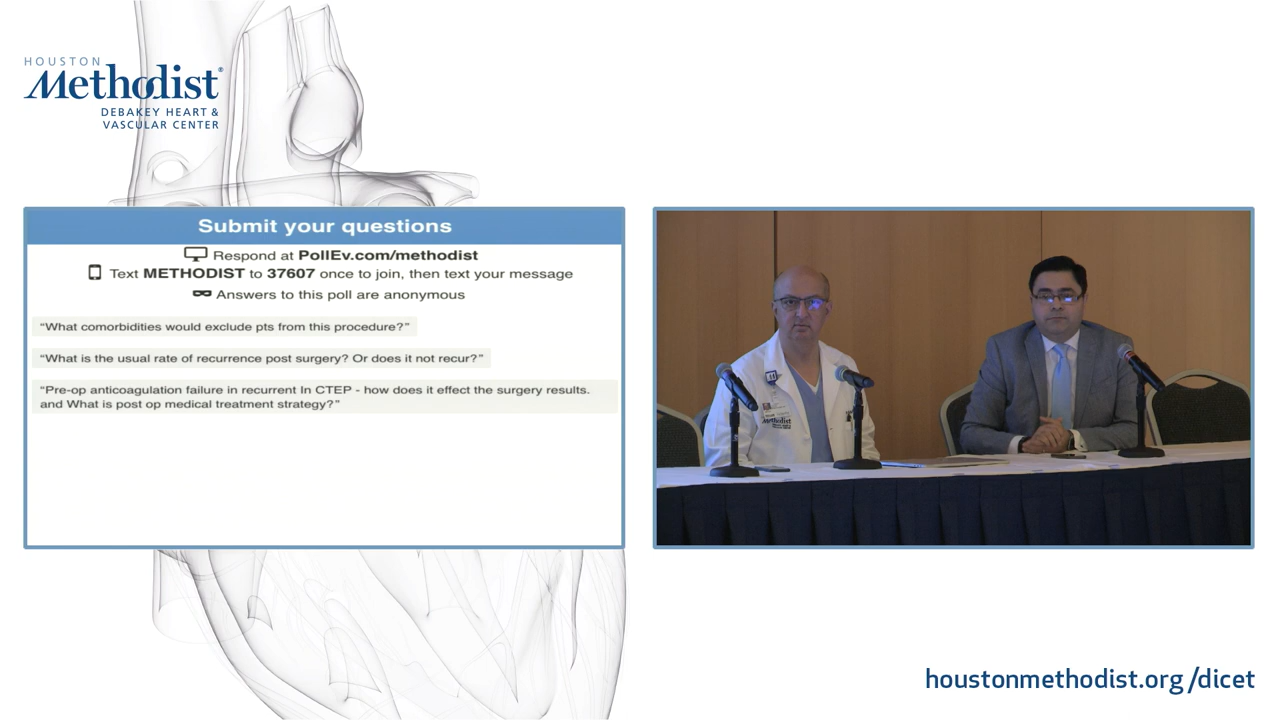 HOUSTON
Methodist®
DEBAKEY HEART &
VASCULAR CENTER
Submit your questions
Respond at PollEv.com/methodist
Text METHODIST to 37607 once to join, then text your message
Answers to this poll are anonymous
“What comorbidities would exclude pts from this procedure?”
“What is the usual rate of recurrence post surgery? Or does it not recur?”
“Pre-op anticoagulation failure in recurrent In CTEP - how does it effect the surgery results.
and What is post op medical treatment strategy?”
Methodist
houstonmethodist.org/dicet